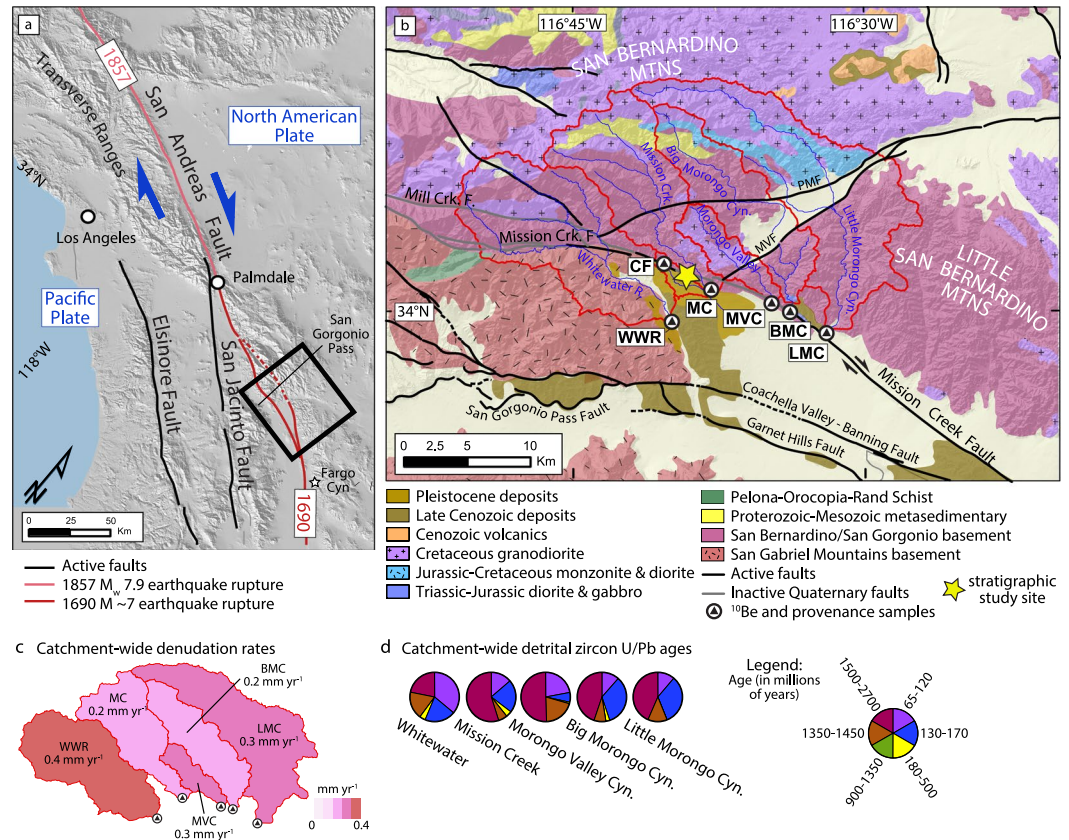 a
1857
Transverse Ranges
San Andreas Fault
North American
Plate
34°N
Los Angeles
Palmdale
Pacific
Plate
San
Gorgonio
Pass
118°W
Elsinore Fault
San Jacinto Fault
Fargo
Cyn
N
1690
0 25 50
Km
Active faults
1857 Mw 7.9 earthquake rupture
1690 M ~7 earthquake rupture
b
116°45'W
116°30'W
SAN BERNARDINO
MTNS
Mission Crk.
Big Morongo Cyn.
PMF
Mill Crk. F.
Mission Crk. F
Morongo Valley
MVF
Little Morongo Cyn.
LITTLE
SAN BERNARDINO
MTNS
CF
Whitewater R.
34°N
MC
MVC
BMC
WWR
LMC
Mission Creek Fault
San Gorgonio Pass Fault
Coachella Valley - Banning Fault
Garnet Hills Fault
0 2,5 5 10
Km
Pleistocene deposits
Late Cenozoic deposits
Cenozoic volcanics
Cretaceous granodiorite
Jurassic-Cretaceous monzonite & diorite
Triassic-Jurassic diorite & gabbro
Pelona-Orocopia-Rand Schist
Proterozoic-Mesozoic metasedimentary
San Bernardino/San Gorgonio basement
San Gabriel Mountains basement
Active faults
Inactive Quaternary faults
¹⁰Be and provenance samples
stratigraphic
study site
c Catchment-wide denudation rates
BMC
0.2 mm yr⁻¹
MC
0.2 mm yr⁻¹
LMC
0.3 mm yr⁻¹
WWR
0.4 mm yr⁻¹
MVC
0.3 mm yr⁻¹
mm yr⁻¹
0 0.4
d Catchment-wide detrital zircon U/Pb ages
Whitewater
Mission Creek
Morongo Valley Cyn.
Big Morongo Cyn.
Little Morongo Cyn.
Legend:
Age (in millions
of years)
1500-2700
65-120
1350-1450
130-170
900-1350
180-500